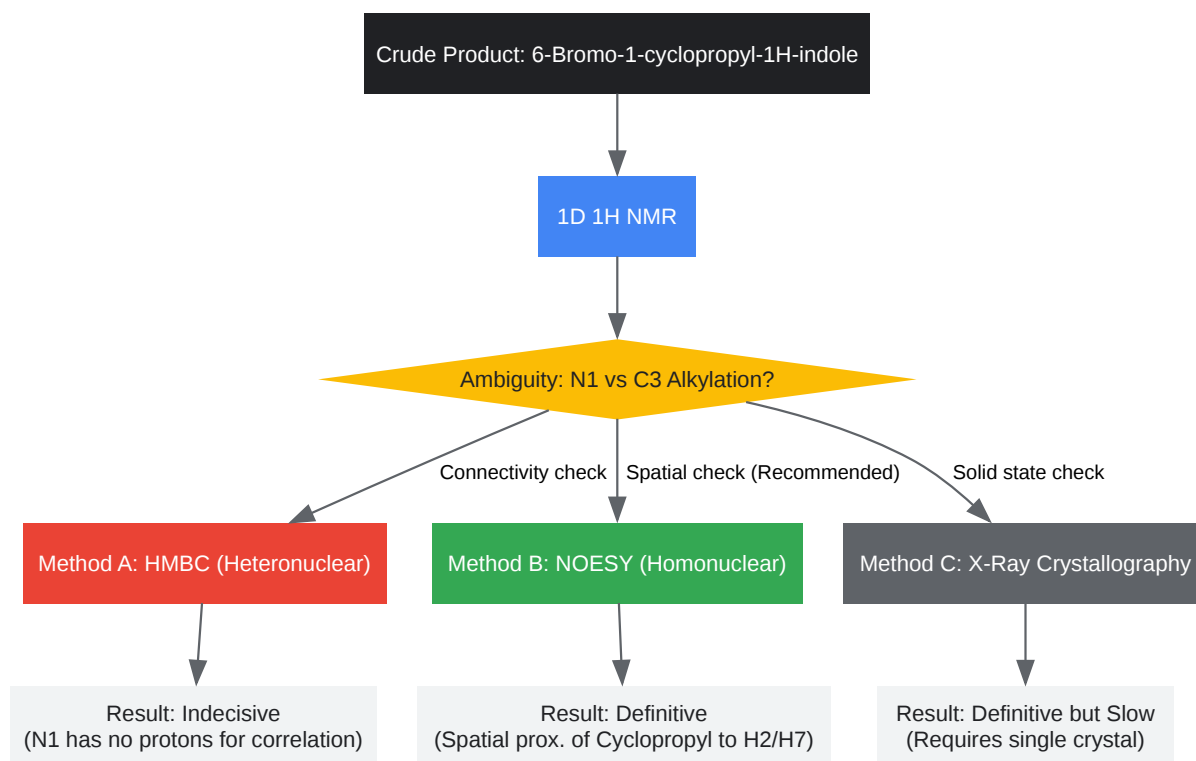 Crude Product: 6-Bromo-1-cyclopropyl-1H-indole
1D 1H NMR
Ambiguity: N1 vs C3 Alkylation?
Connectivity check
Spatial check (Recommended)
Solid state check
Method A: HMBC (Heteronuclear)
Method B: NOESY (Homonuclear)
Method C: X-Ray Crystallography
Result: Indecisive
(N1 has no protons for correlation)
Result: Definitive
(Spatial prox. of Cyclopropyl to H2/H7)
Result: Definitive but Slow
(Requires single crystal)